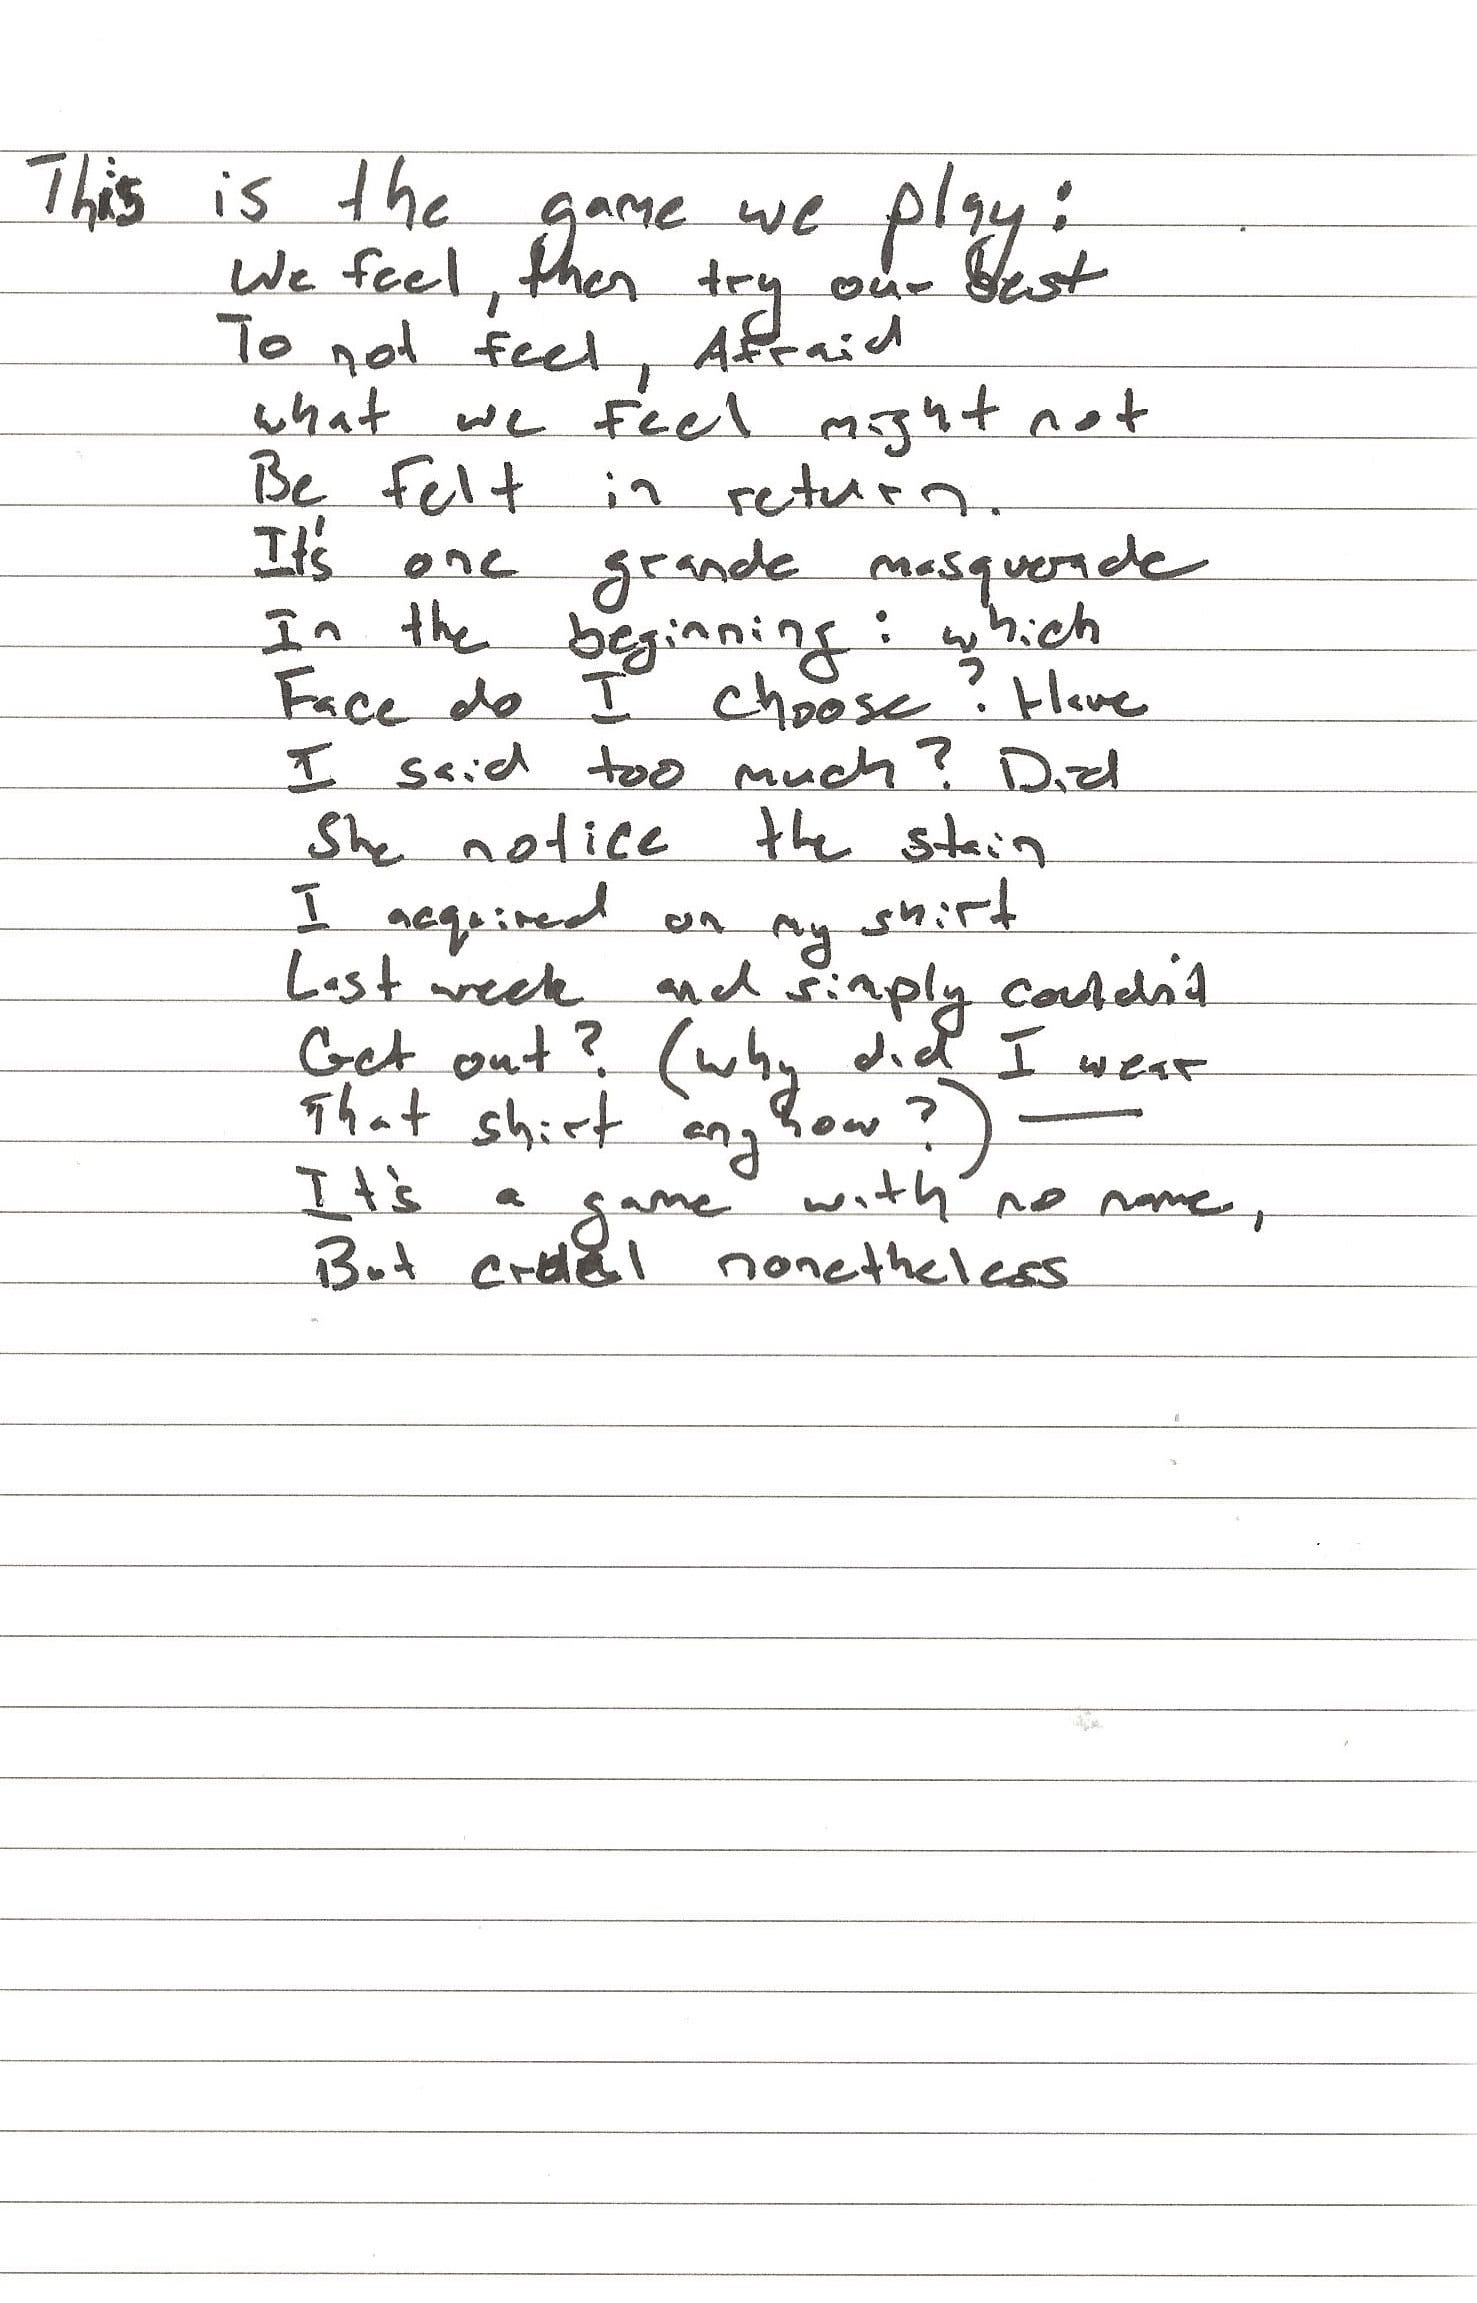 This is the game we play:
We feel, then try our best
To not feel, Afraid
what we feel might not
Be felt in return.
It's one grande masquerade
In the beginning: which
Face do I choose? Have
I said too much? Did
She notice the stain
I acquired on my shirt
Last week and simply couldn't
Get out? (why did I wear
That shirt anyhow?) —
It's a game with no name,
But cruel nonetheless